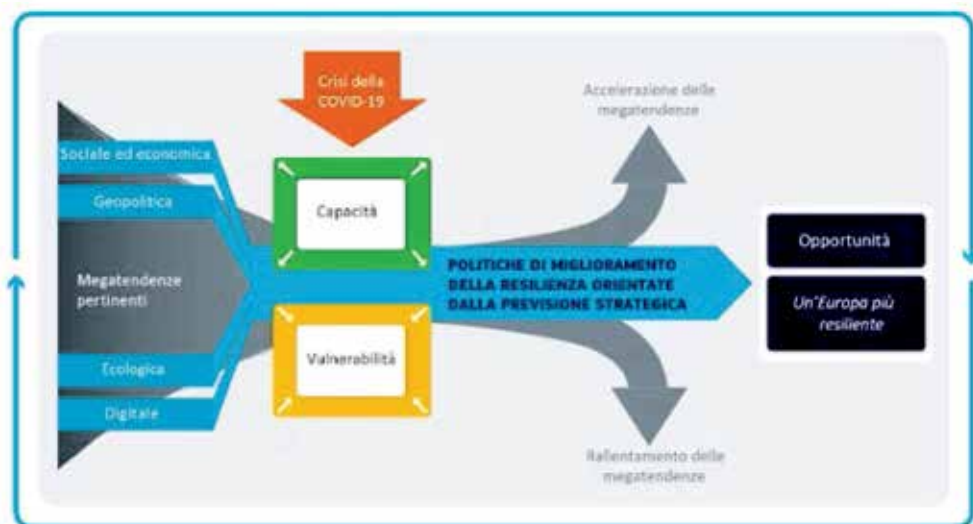 Crisi della
COVID-19
Accelerazione delle
megatendenze
Sociale ed economica
Geopolitica
Capacità
Megatendenze
pertinenti
POLITICHE DI MIGLIORAMENTO
DELLA RESILIENZA ORIENTATE
DALLA PREVISIONE STRATEGICA
Opportunità
Un'Europa più
resiliente
Ecologica
Vulnerabilità
Digitale
Rallentamento delle
megatendenze